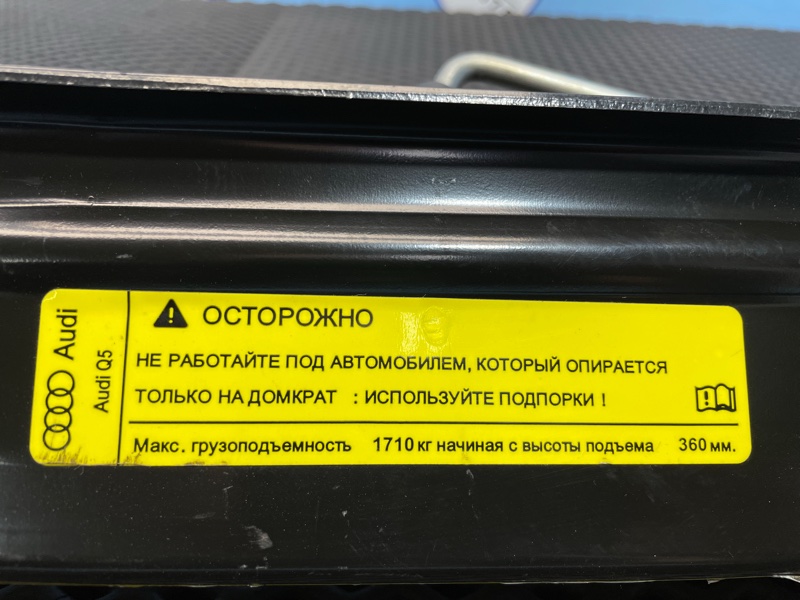 Audi
Audi Q5
ОСТОРОЖНО
НЕ РАБОТАЙТЕ ПОД АВТОМОБИЛЕМ, КОТОРЫЙ ОПИРАЕТСЯ
ТОЛЬКО НА ДОМКРАТ : ИСПОЛЬЗУЙТЕ ПОДПОРКИ !
Макс. грузоподъемность 1710 кг начиная с высоты подъема 360 мм.